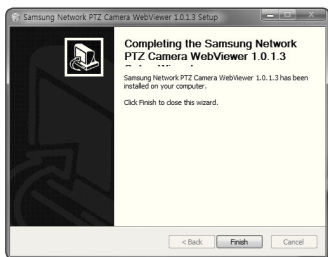 Samsung Network PTZ Camera WebViewer 1.0.1.3 Setup
Completing the Samsung Network
PTZ Camera WebViewer 1.0.1.3
Samsung Network PTZ Camera WebViewer 1.0.1.3 has been
installed on your computer.
Click Finish to close this wizard.
< Back
Finish
Cancel